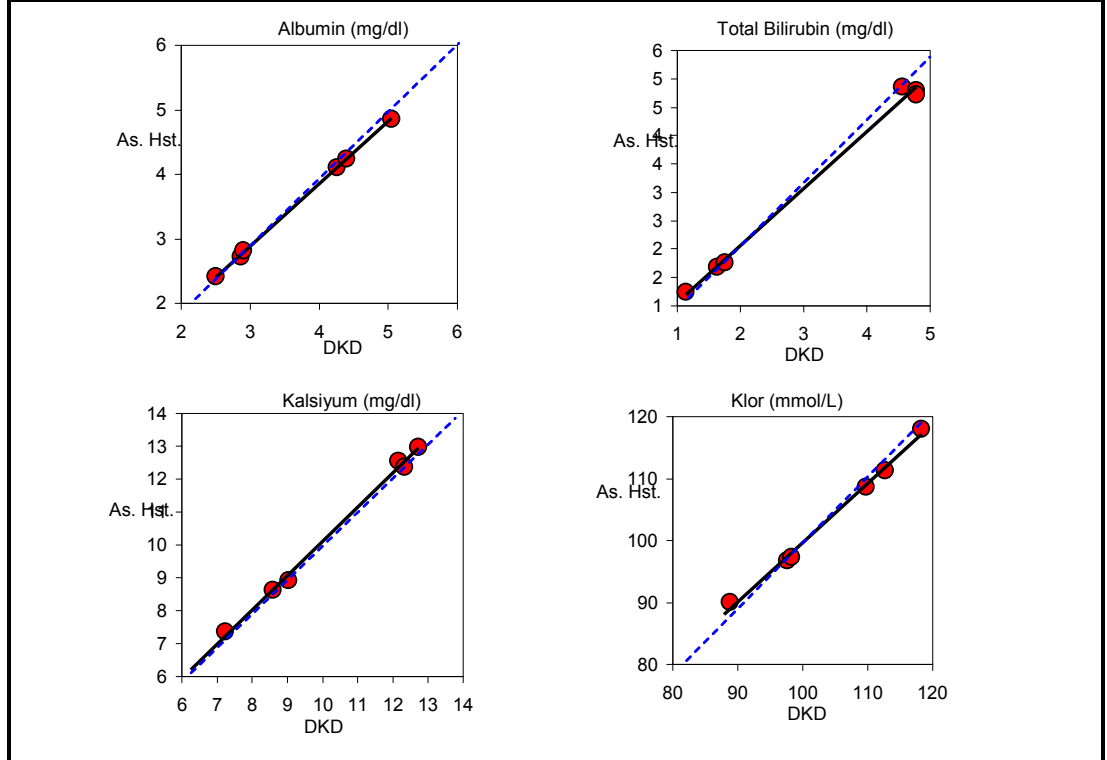 Albumin (mg/dl)
6
5
As. Hst.
4
3
2
2 3 4 5 6
DKD
Total Bilirubin (mg/dl)
6
5
5
As. Hst.
4
4
3
3
2
2
1
1 2 3 4 5
DKD
Kalsiyum (mg/dl)
14
13
12
As. Hst.
11
10
9
8
7
6
6 7 8 9 10 11 12 13 14
DKD
Klor (mmol/L)
120
110
As. Hst.
100
90
80
80 90 100 110 120
DKD